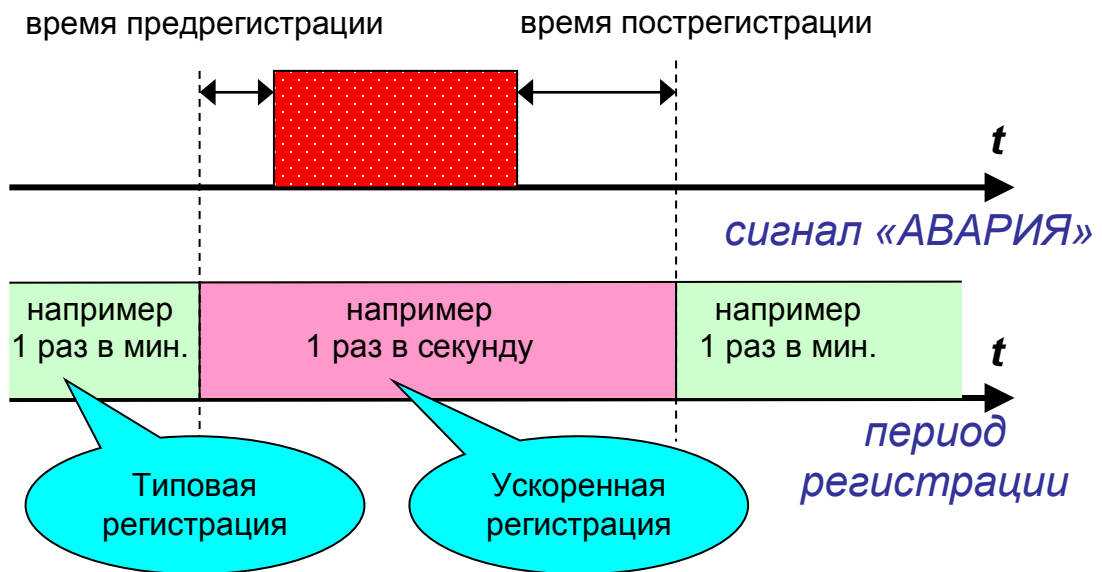 время предрегистрации
время пострегистрации
t
сигнал «АВАРИЯ»
например
1 раз в мин.
например
1 раз в секунду
например
1 раз в мин.
t
период
регистрации
Типовая
регистрация
Ускоренная
регистрация